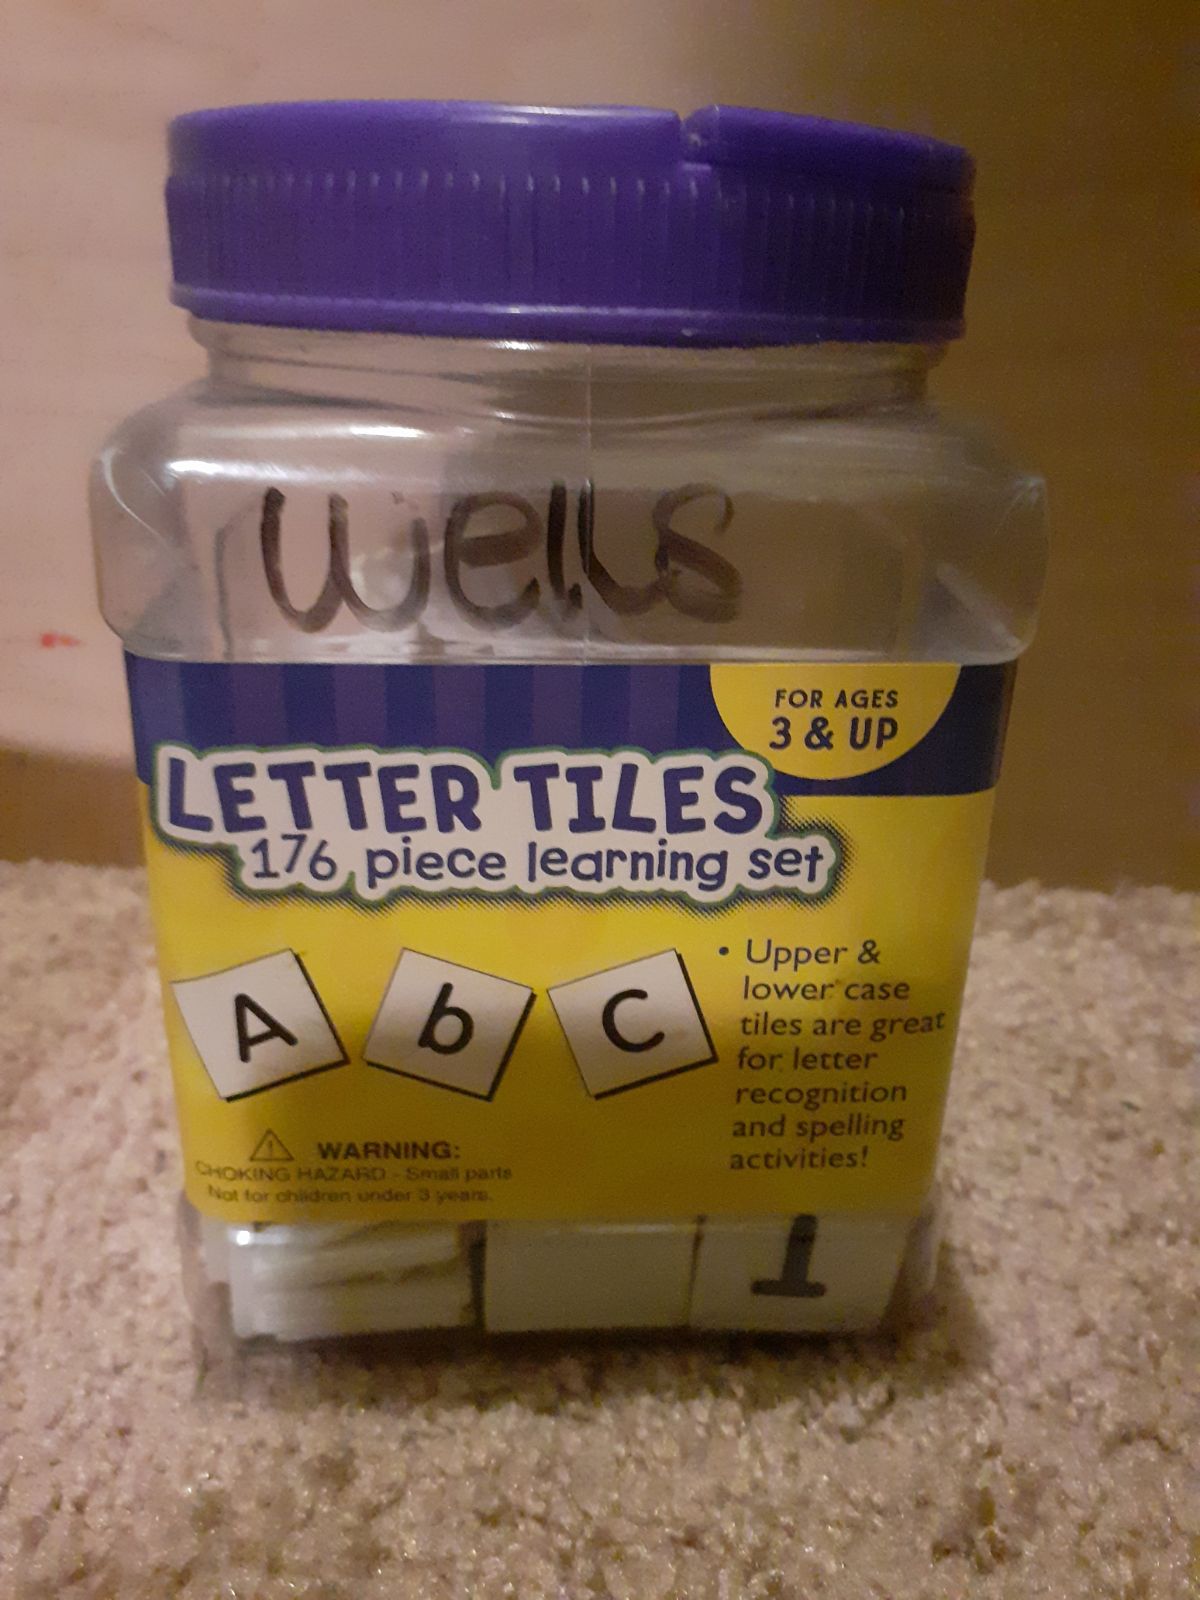 Wells
FOR AGES
3 & UP
LETTER TILES
176 piece learning set
A b C
• Upper &
lower case
tiles are great
for letter
recognition
and spelling
activities!
WARNING:
CHOKING HAZARD - Small parts
Not for children under 3 years.